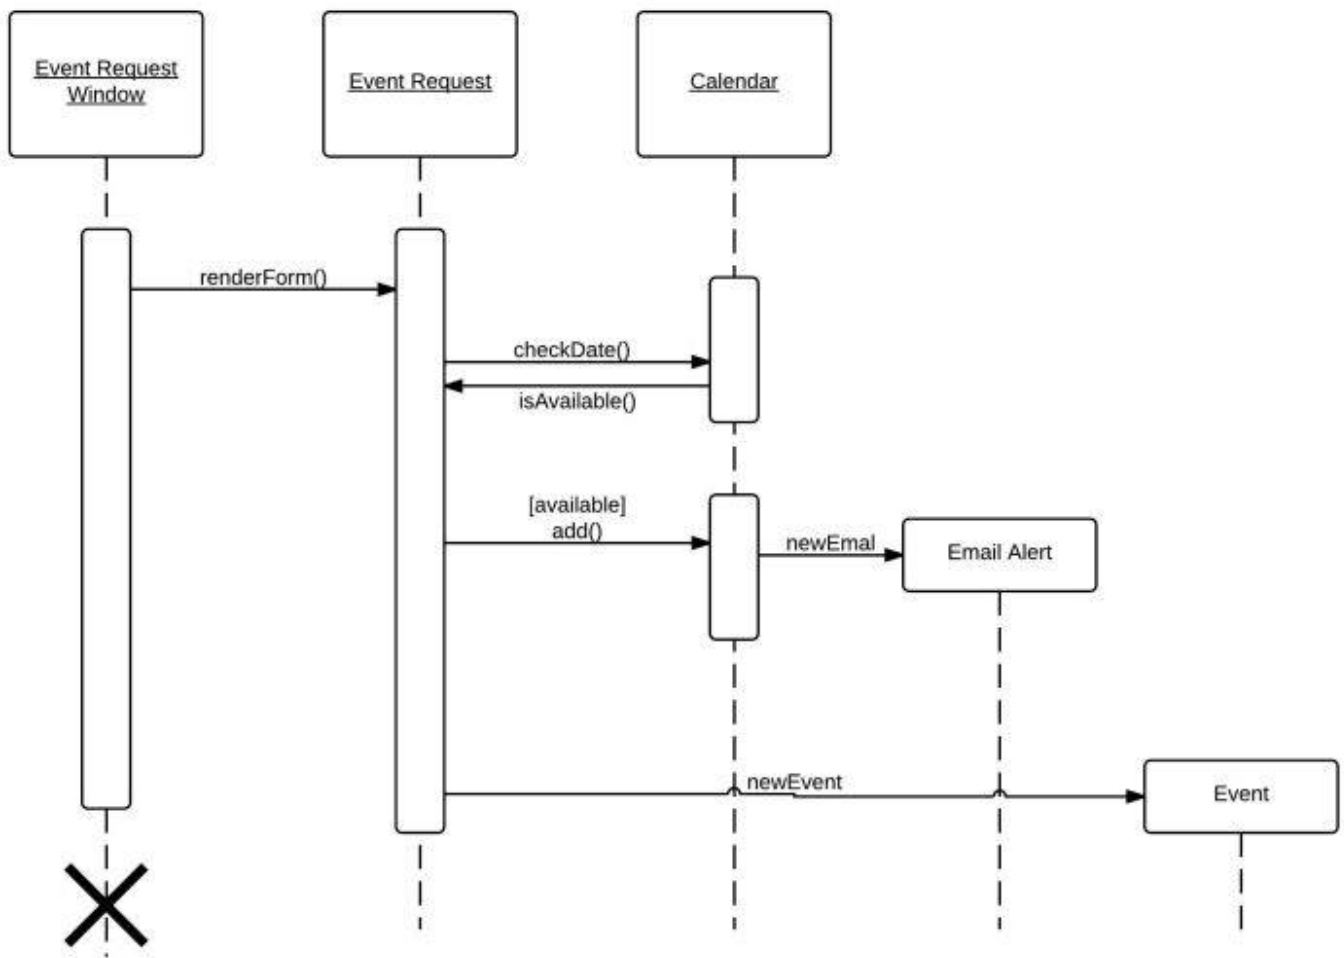 Event Request
Window
Event Request
Calendar
renderForm()
checkDate()
isAvailable()
[available]
add()
newEmal
Email Alert
newEvent
Event